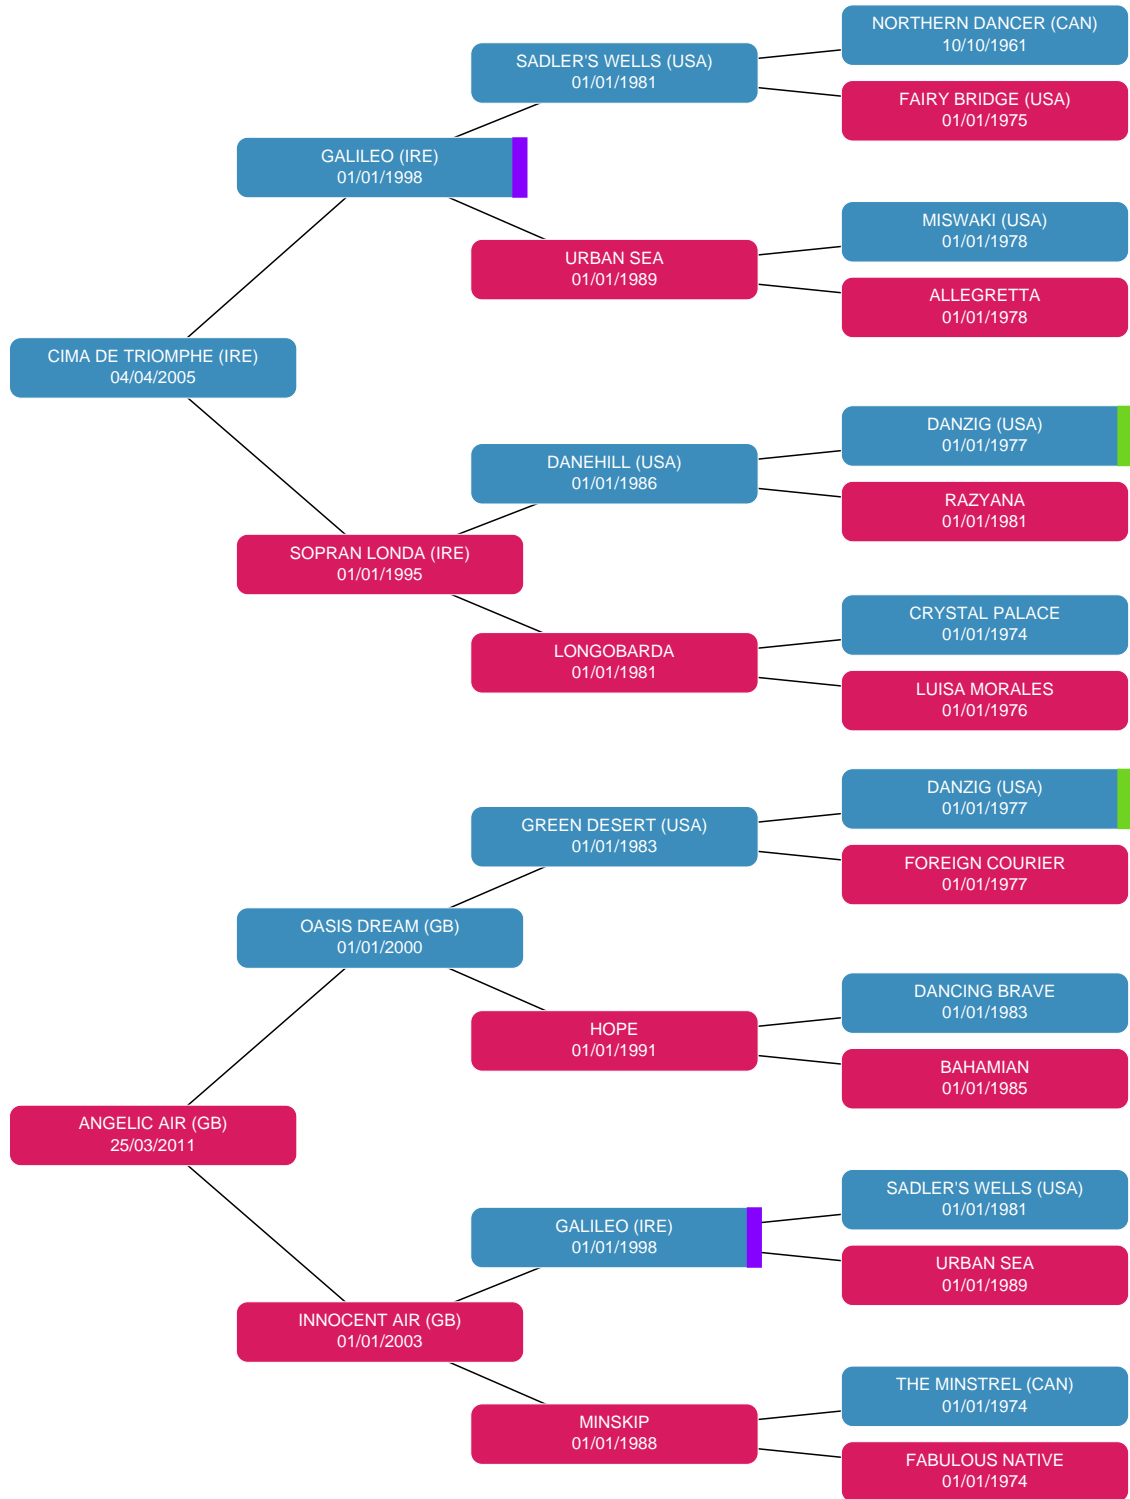 NORTHERN DANCER (CAN)
10/10/1961
SADLER'S WELLS (USA)
01/01/1981
FAIRY BRIDGE (USA)
01/01/1975
GALILEO (IRE)
01/01/1998
MISWAKI (USA)
01/01/1978
URBAN SEA
01/01/1989
ALLEGRETTA
01/01/1978
CIMA DE TRIOMPHE (IRE)
04/04/2005
DANZIG (USA)
01/01/1977
DANEHILL (USA)
01/01/1986
RAZYANA
01/01/1981
SOPRAN LONDA (IRE)
01/01/1995
CRYSTAL PALACE
01/01/1974
LONGOBARDA
01/01/1981
LUISA MORALES
01/01/1976
DANZIG (USA)
01/01/1977
GREEN DESERT (USA)
01/01/1983
FOREIGN COURIER
01/01/1977
OASIS DREAM (GB)
01/01/2000
DANCING BRAVE
01/01/1983
HOPE
01/01/1991
BAHAMIAN
01/01/1985
ANGELIC AIR (GB)
25/03/2011
SADLER'S WELLS (USA)
01/01/1981
GALILEO (IRE)
01/01/1998
URBAN SEA
01/01/1989
INNOCENT AIR (GB)
01/01/2003
THE MINSTREL (CAN)
01/01/1974
MINSKIP
01/01/1988
FABULOUS NATIVE
01/01/1974